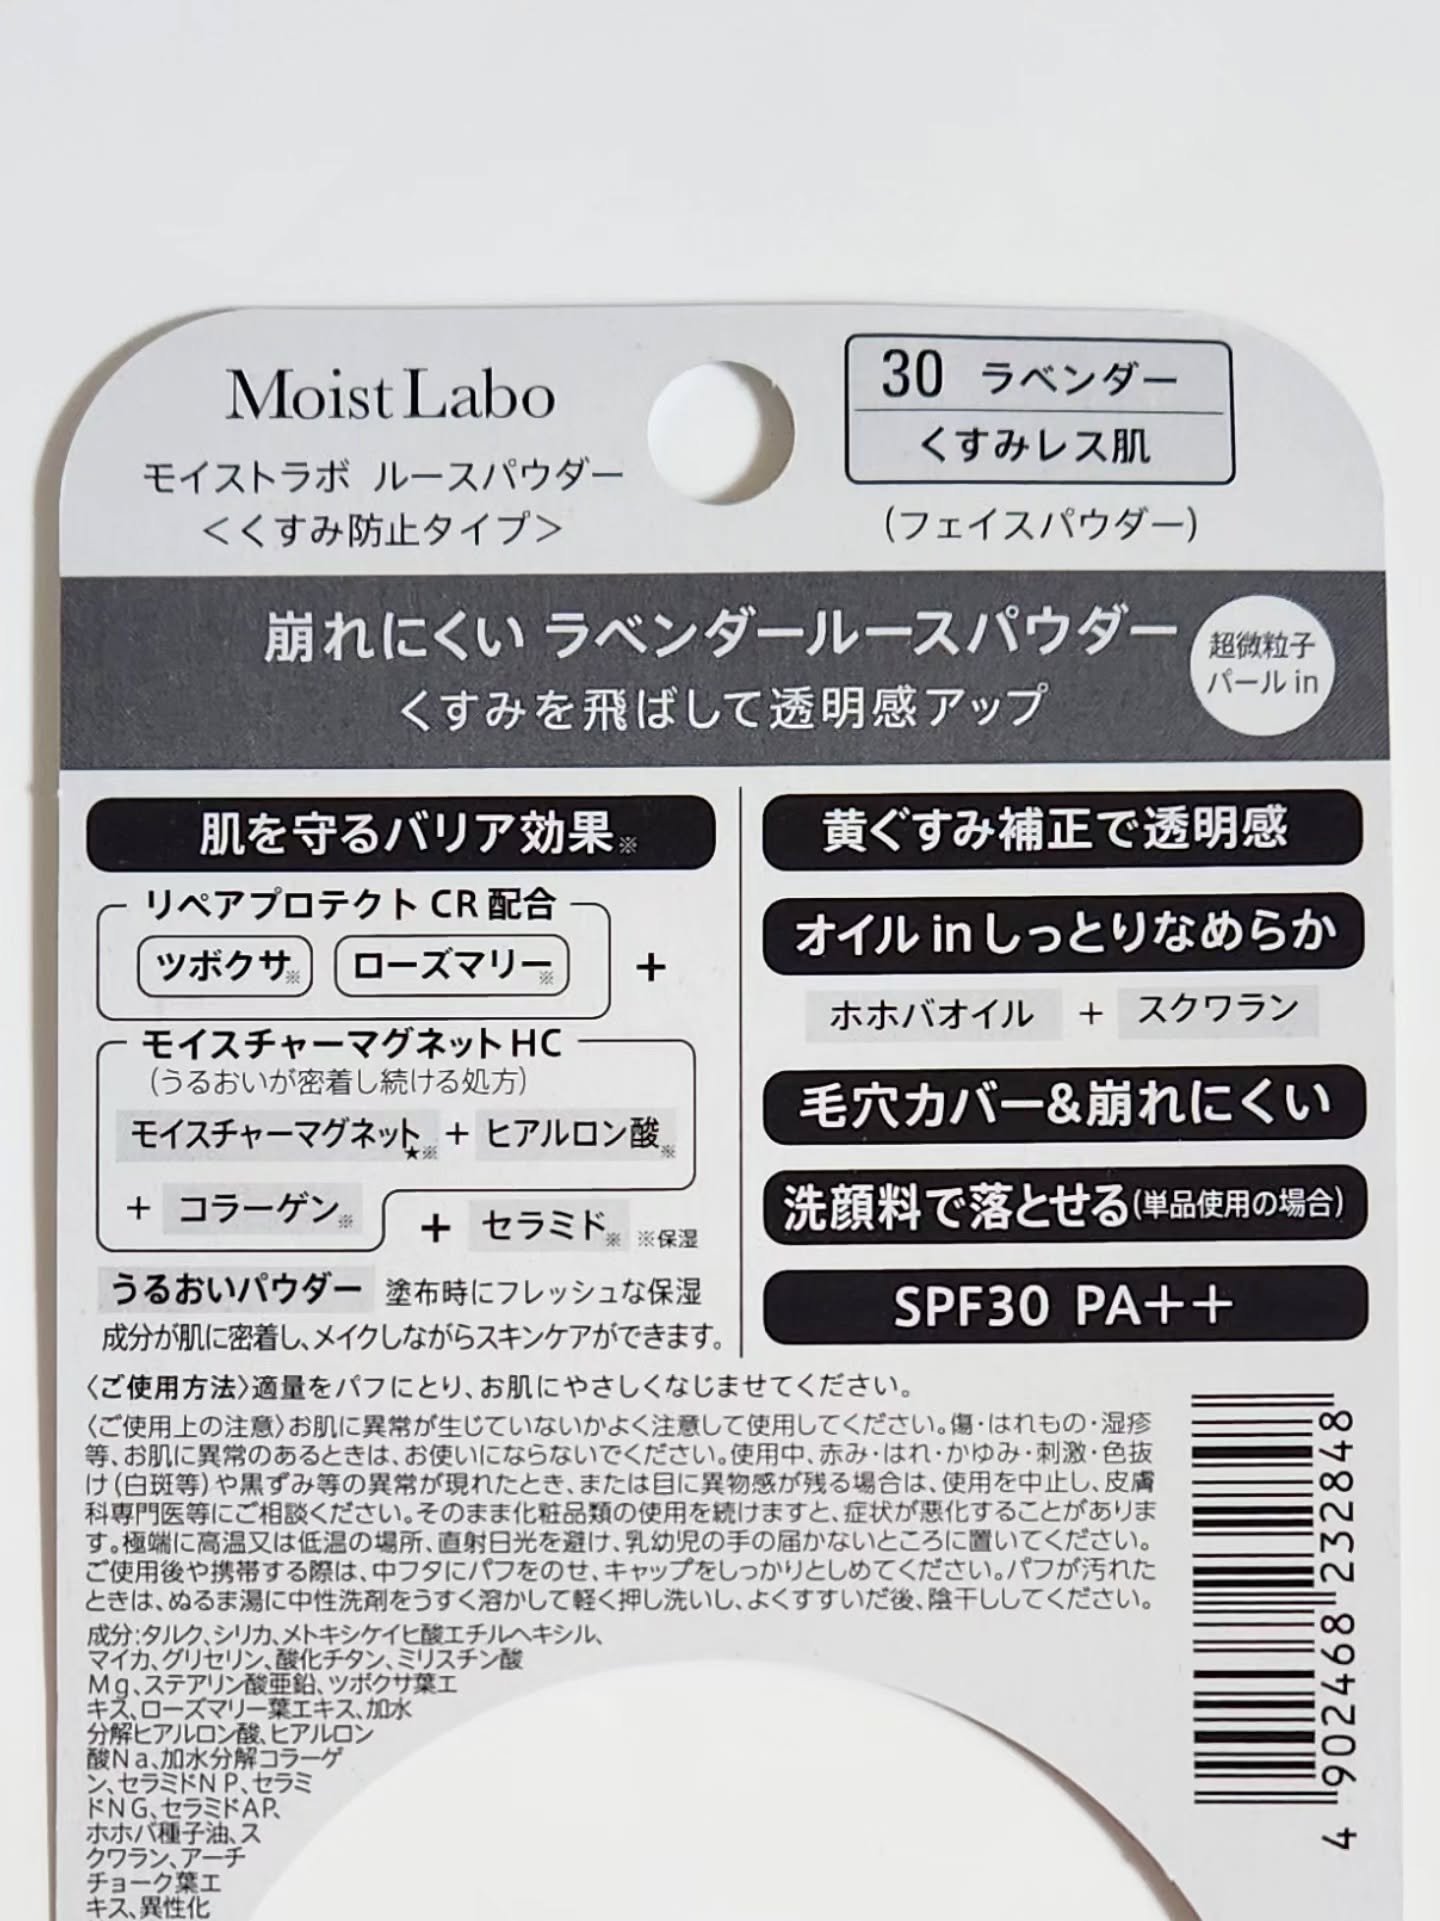 Moist Labo
モイストラボ ルースパウダー
＜くすみ防止タイプ＞
30 ラベンダー
くすみレス肌
(フェイスパウダー)
崩れにくい ラベンダールースパウダー
くすみを飛ばして透明感アップ
超微粒子
パール in
肌を守るバリア効果※
リペアプロテクト CR 配合
ツボクサ※ ローズマリー※ +
モイスチャーマグネット HC
(うるおいが密着し続ける処方)
モイスチャーマグネット★※ + ヒアルロン酸※
+ コラーゲン※ + セラミド※ ※保湿
うるおいパウダー 塗布時にフレッシュな保湿
成分が肌に密着し、メイクしながらスキンケアができます。
黄ぐすみ補正で透明感
オイル in しっとりなめらか
ホホバオイル + スクワラン
毛穴カバー&崩れにくい
洗顔料で落とせる(単品使用の場合)
SPF30 PA++
〈ご使用方法〉適量をパフにとり、お肌にやさしくなじませてください。
〈ご使用上の注意〉お肌に異常が生じていないかよく注意して使用してください。傷・はれもの・湿疹
等、お肌に異常のあるときは、お使いにならないでください。使用中、赤み・はれ・かゆみ・刺激・色抜
け(白斑等)や黒ずみ等の異常が現れたとき、または目に異物感が残る場合は、使用を中止し、皮膚
科専門医等にご相談ください。そのまま化粧品類の使用を続けますと、症状が悪化することがありま
す。極端に高温又は低温の場所、直射日光を避け、乳幼児の手の届かないところに置いてください。
ご使用後や携帯する際は、中フタにパフをのせ、キャップをしっかりとしめてください。パフが汚れた
ときは、ぬるま湯に中性洗剤をうすく溶かして軽く押し洗いし、よくすすいだ後、陰干ししてください。
成分:タルク、シリカ、メトキシケイヒ酸エチルヘキシル、
マイカ、グリセリン、酸化チタン、ミリスチン酸
Mg、ステアリン酸亜鉛、ツボクサ葉エ
キス、ローズマリー葉エキス、加水
分解ヒアルロン酸、ヒアルロン
酸Na、加水分解コラーゲ
ン、セラミドNP、セラミ
ドNG、セラミドAP、
ホホバ種子油、ス
クワラン、アーチ
チョーク葉エ
キス、異性化
4 902468 232848